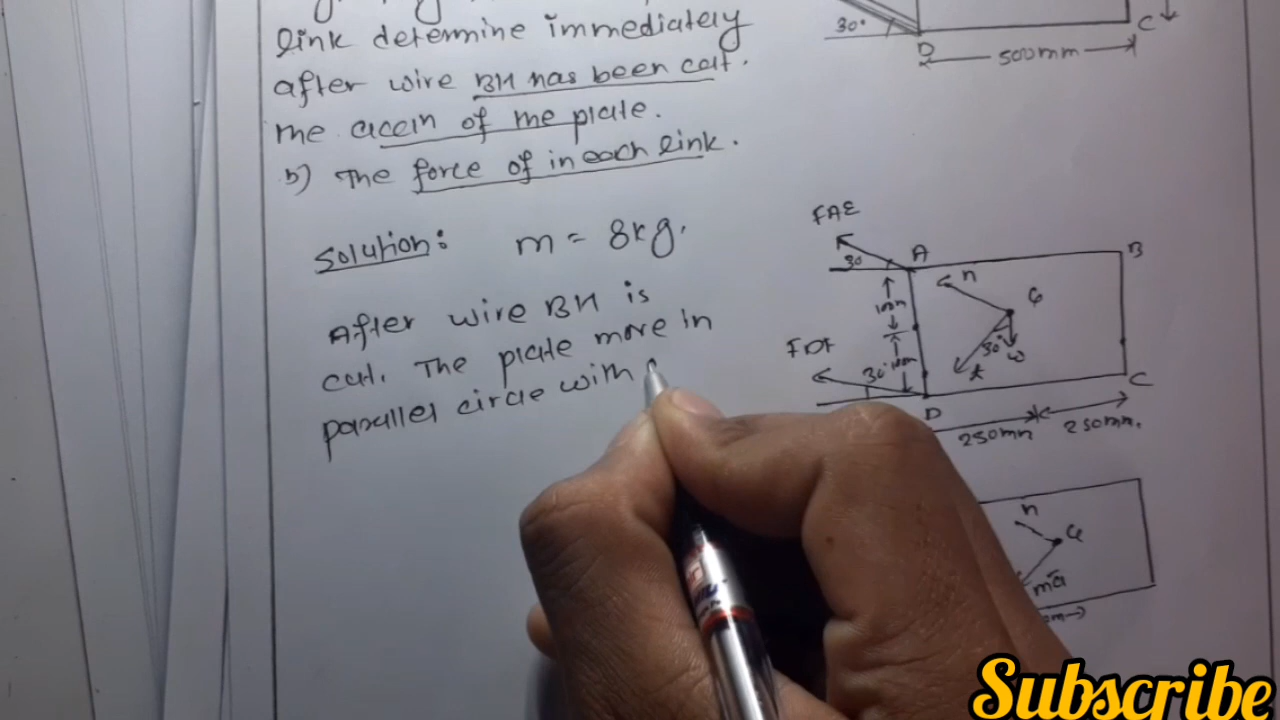 link determine immediately
after wire BH has been cut.
the accln of the plate.
b) The force of in each link.
Solution: m = 8kg.
After wire BH is
cut. The plate move in
parallel circle with
30°
D
C
500mm
FAE
30
A
B
n
G
30°
t
W
FDF
30°
D
C
250mm
250mm.
n
G
mā
Subscribe